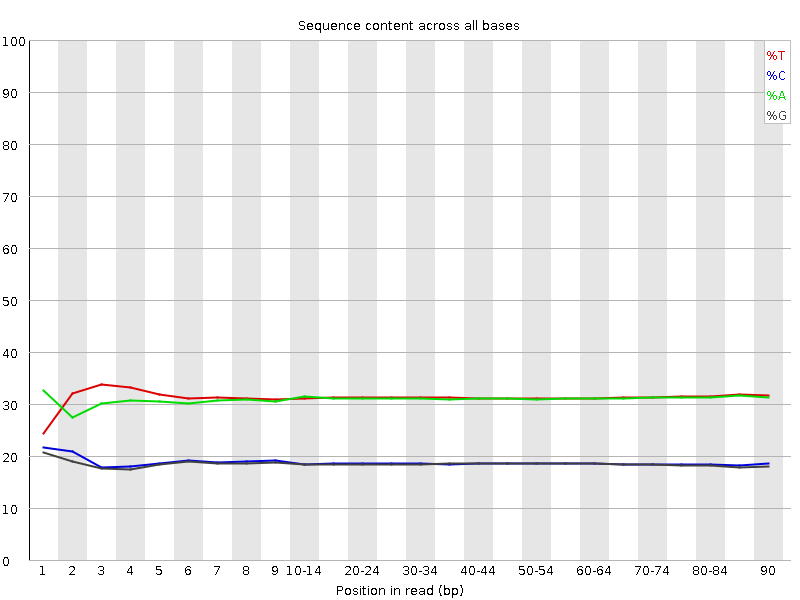 Sequence content across all bases
100
90
80
70
60
50
40
30
20
10
0
%T
%C
%A
%G
1 2 3 4 5 6 7 8 9 10-14 20-24 30-34 40-44 50-54 60-64 70-74 80-84 90
Position in read (bp)